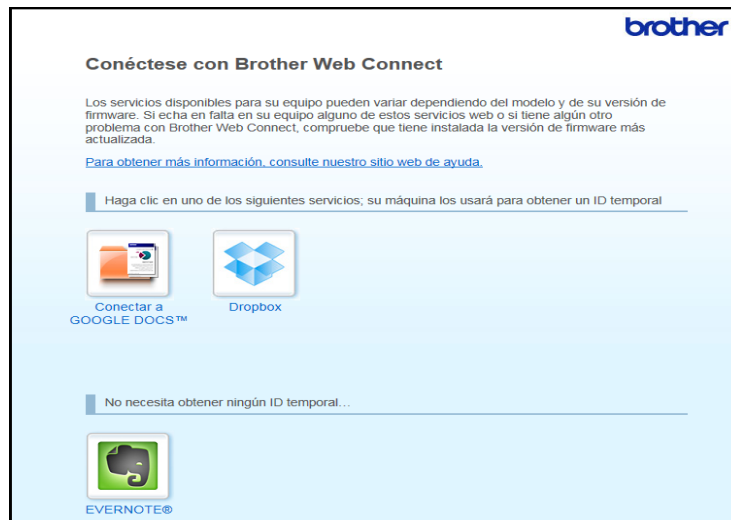 brother
Conéctese con Brother Web Connect
Los servicios disponibles para su equipo pueden variar dependiendo del modelo y de su versión de
firmware. Si echa en falta en su equipo alguno de estos servicios web o si tiene algún otro
problema con Brother Web Connect, compruebe que tiene instalada la versión de firmware más
actualizada.
Para obtener más información, consulte nuestro sitio web de ayuda.
Haga clic en uno de los siguientes servicios; su máquina los usará para obtener un ID temporal
Conectar a
GOOGLE DOCS™
Dropbox
No necesita obtener ningún ID temporal…
EVERNOTE®